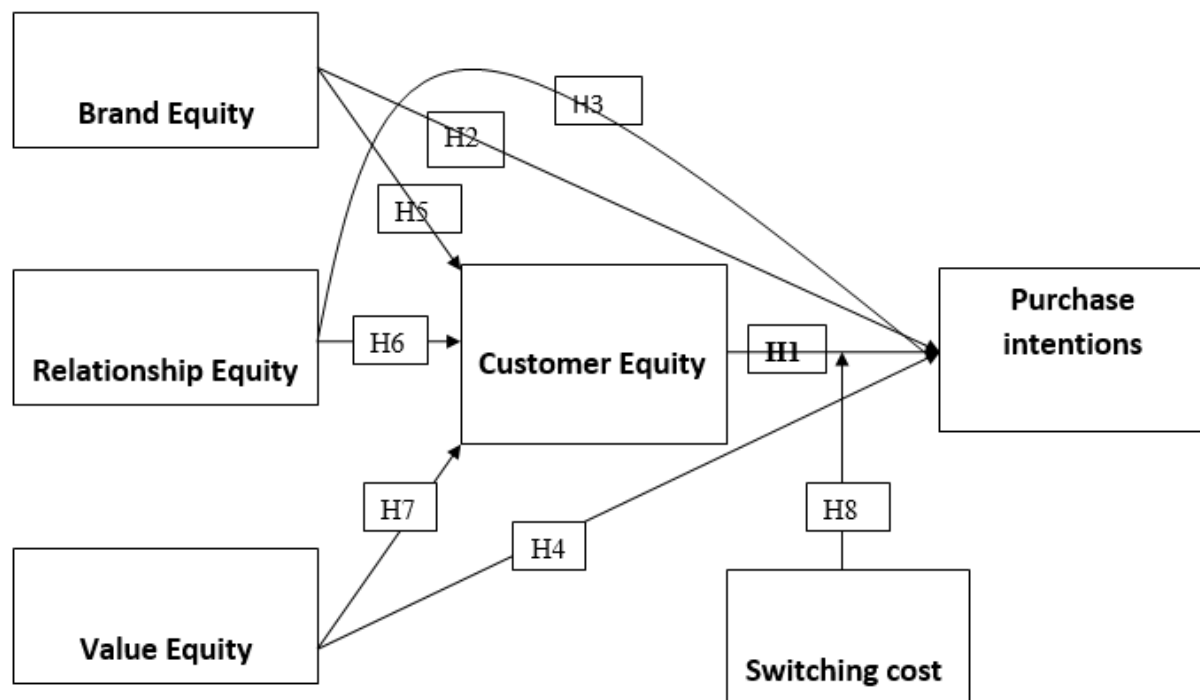 Brand Equity
H3
H2
H5
Relationship Equity
H6
Customer Equity
H1
Purchase
intentions
H7
H4
H8
Value Equity
Switching cost